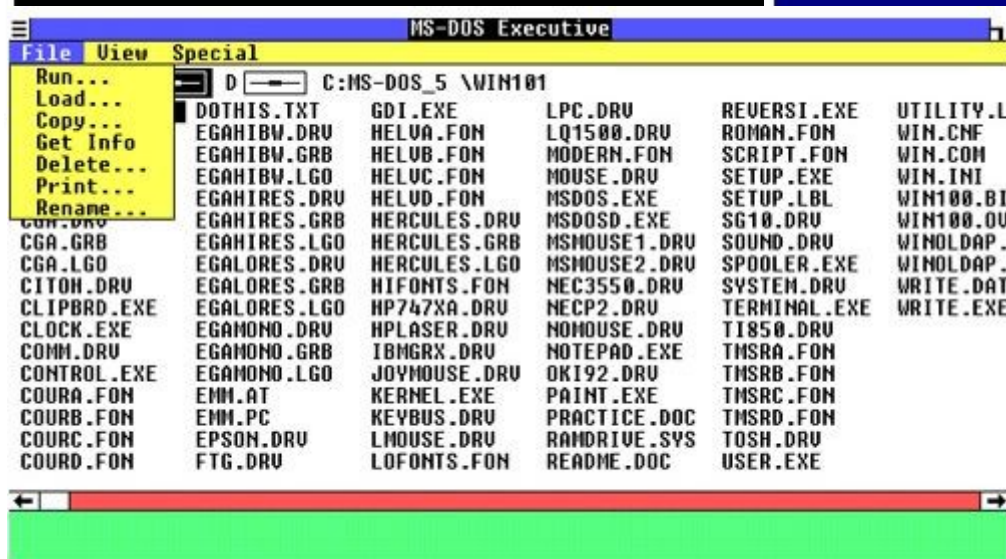 MS-DOS Executive
File View Special
Run...
Load...
Copy...
Get Info
Delete...
Print...
Rename...
D C:MS-DOS_5 \WIN101
DOTHIS.TXT GDI.EXE LPC.DRV REVERSI.EXE UTILITY.
EGAHIBW.DRV HELVA.FON LQ1500.DRV ROMAN.FON WIN.CNF
EGAHIBW.GRB HELVB.FON MODERN.FON SCRIPT.FON WIN.COM
EGAHIBW.LGO HELVC.FON MOUSE.DRV SETUP.EXE WIN.INI
EGAHIRES.DRV HELVD.FON MSDOS.EXE SETUP.LBL WIN100.BI
EGAHIRES.GRB HERCULES.DRV MSDOSD.EXE SG10.DRV WIN100.OV
CGA.GRB EGAHIRES.LGO HERCULES.GRB MSMOUSE1.DRV SOUND.DRV WINOLDAP.
CGA.LGO EGALORES.DRV HERCULES.LGO MSMOUSE2.DRV SPOOLER.EXE WINOLDAP.
CITOH.DRV EGALORES.GRB HIFONTS.FON NEC3550.DRV SYSTEM.DRV WRITE.DAT
CLIPBRD.EXE EGALORES.LGO HP747XA.DRV NECP2.DRV TERMINAL.EXE WRITE.EXE
CLOCK.EXE EGAMONO.DRV HPLASER.DRV NOMOUSE.DRV TI850.DRV
COMM.DRV EGAMONO.GRB IBMGRX.DRV NOTEPAD.EXE TMSRA.FON
CONTROL.EXE EGAMONO.LGO JOYMOUSE.DRV OKI92.DRV TMSRB.FON
COURA.FON EMM.AT KERNEL.EXE PAINT.EXE TMSRC.FON
COURB.FON EMM.PC KEYBUS.DRV PRACTICE.DOC TMSRD.FON
COURC.FON EPSON.DRV LMOUSE.DRV RAMDRIVE.SYS TOSH.DRV
COURD.FON FTG.DRV LOFONTS.FON README.DOC USER.EXE